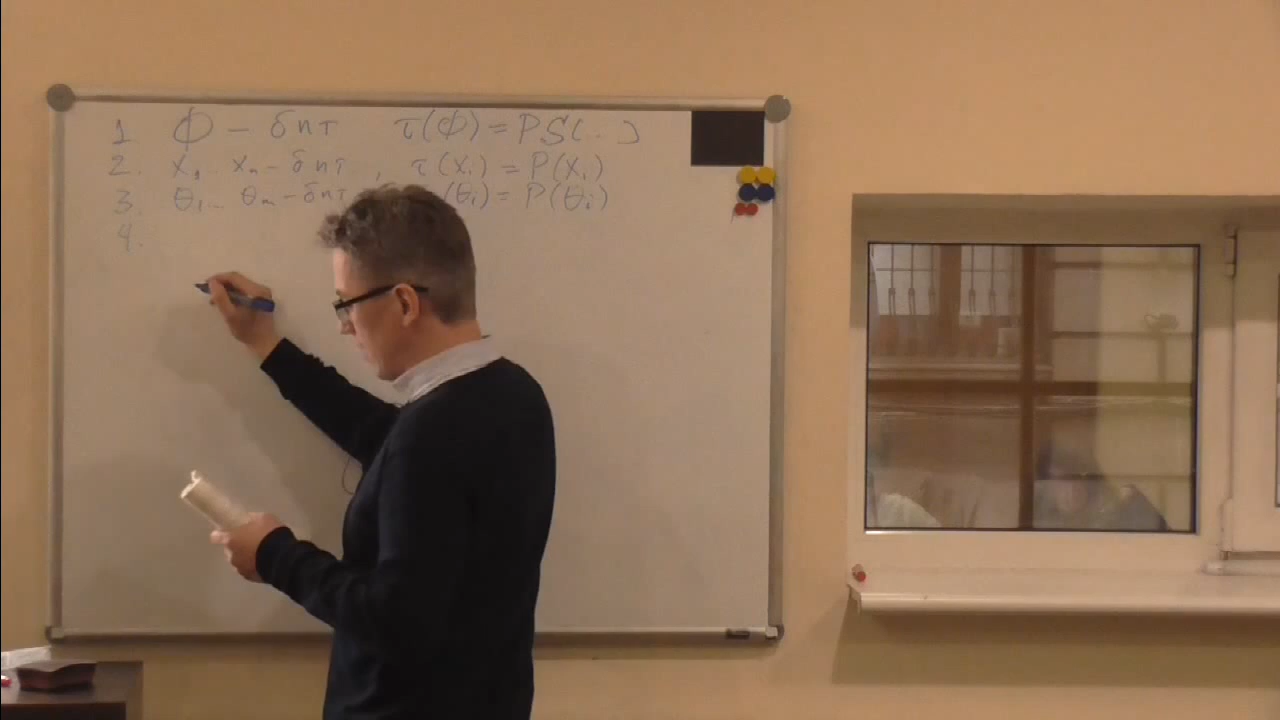 1 Ф – бпт τ(Ф) = PS(...)
2. x₁... xₙ – бпт, τ(xᵢ) = P(xᵢ)
3. θ₁... θₘ – бпт (θᵢ) = P(θᵢ)
4.